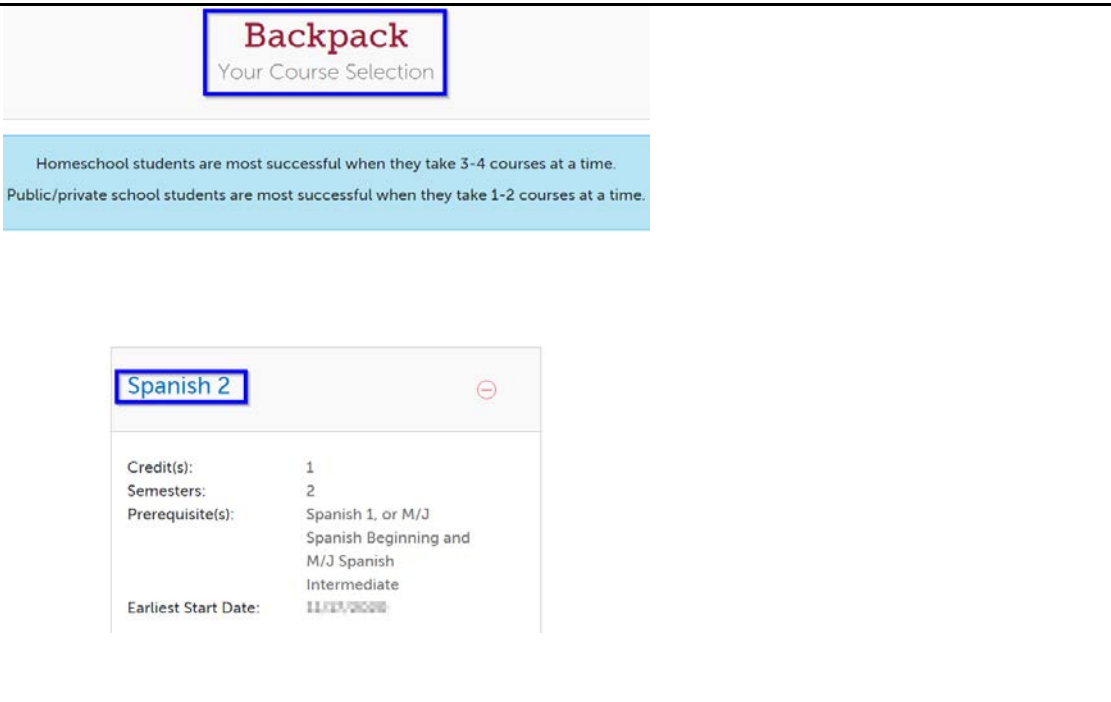 Backpack
Your Course Selection
Homeschool students are most successful when they take 3-4 courses at a time.
Public/private school students are most successful when they take 1-2 courses at a time.
Spanish 2
Credit(s): 1
Semesters: 2
Prerequisite(s): Spanish 1, or M/J
Spanish Beginning and
M/J Spanish
Intermediate
Earliest Start Date: